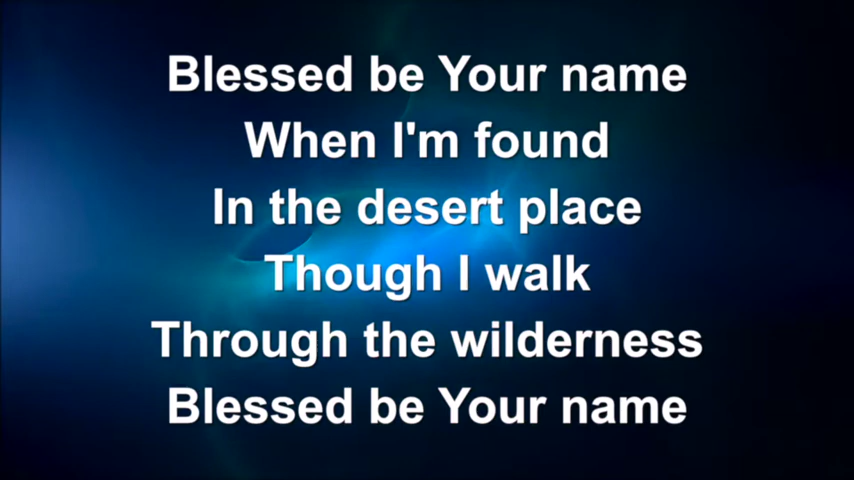 Blessed be Your name
When I'm found
In the desert place
Though I walk
Through the wilderness
Blessed be Your name